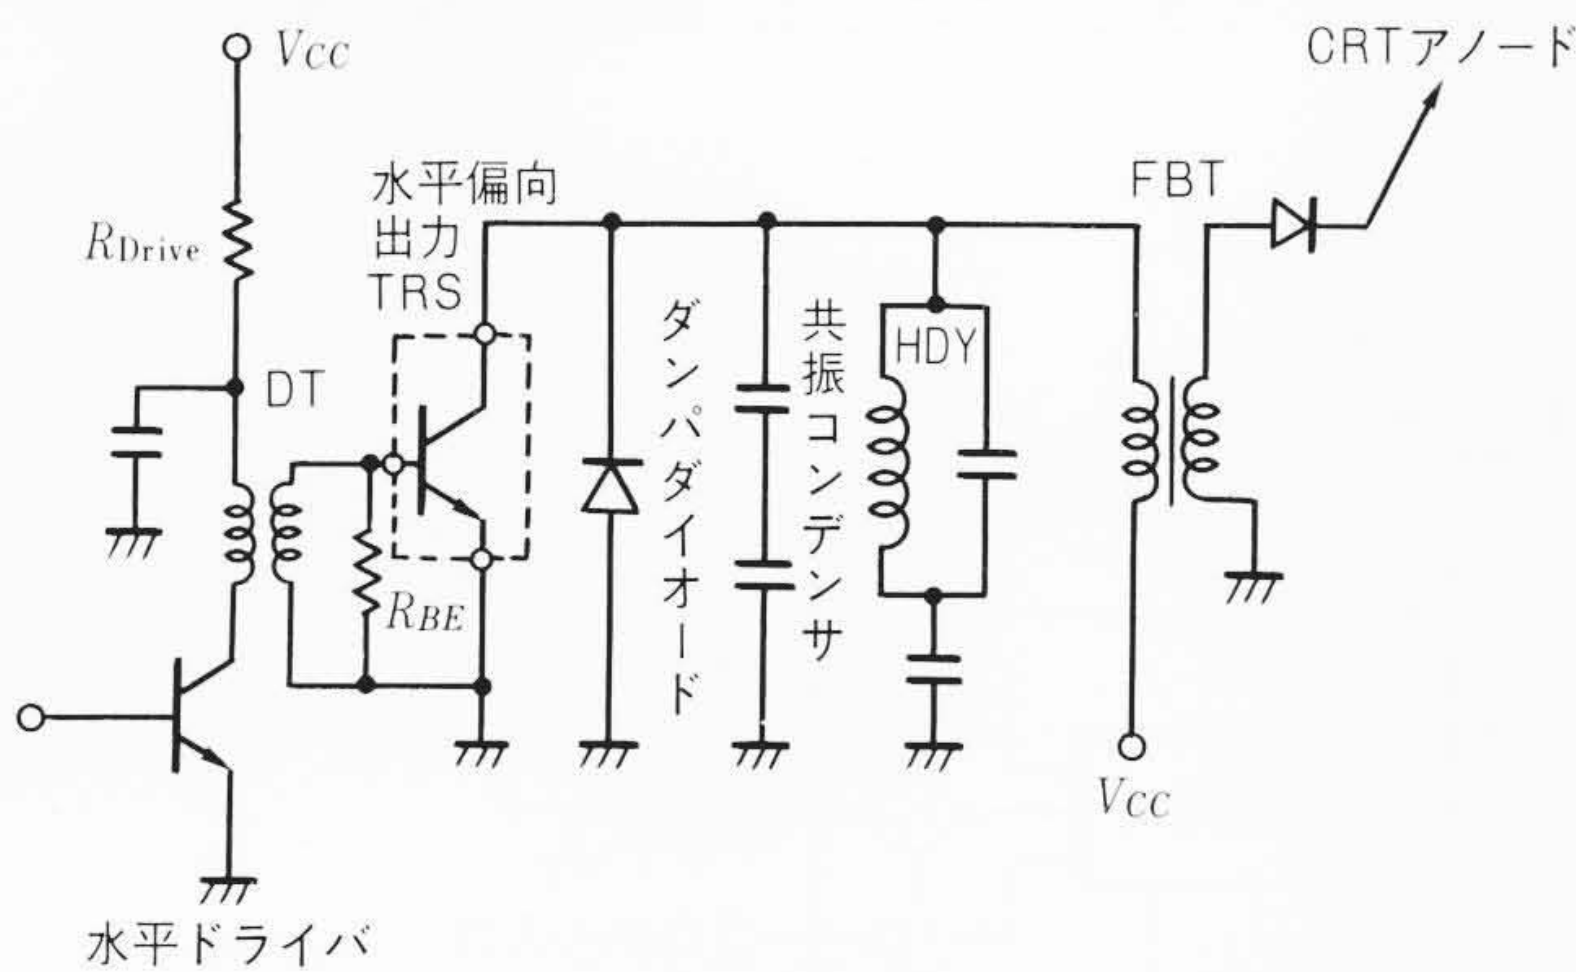 VCC
CRTアノード
FBT
水平偏向
出力
TRS
RDrive
DT
ダンパダイオード
共振コンデンサ
HDY
RBE
VCC
水平ドライバ